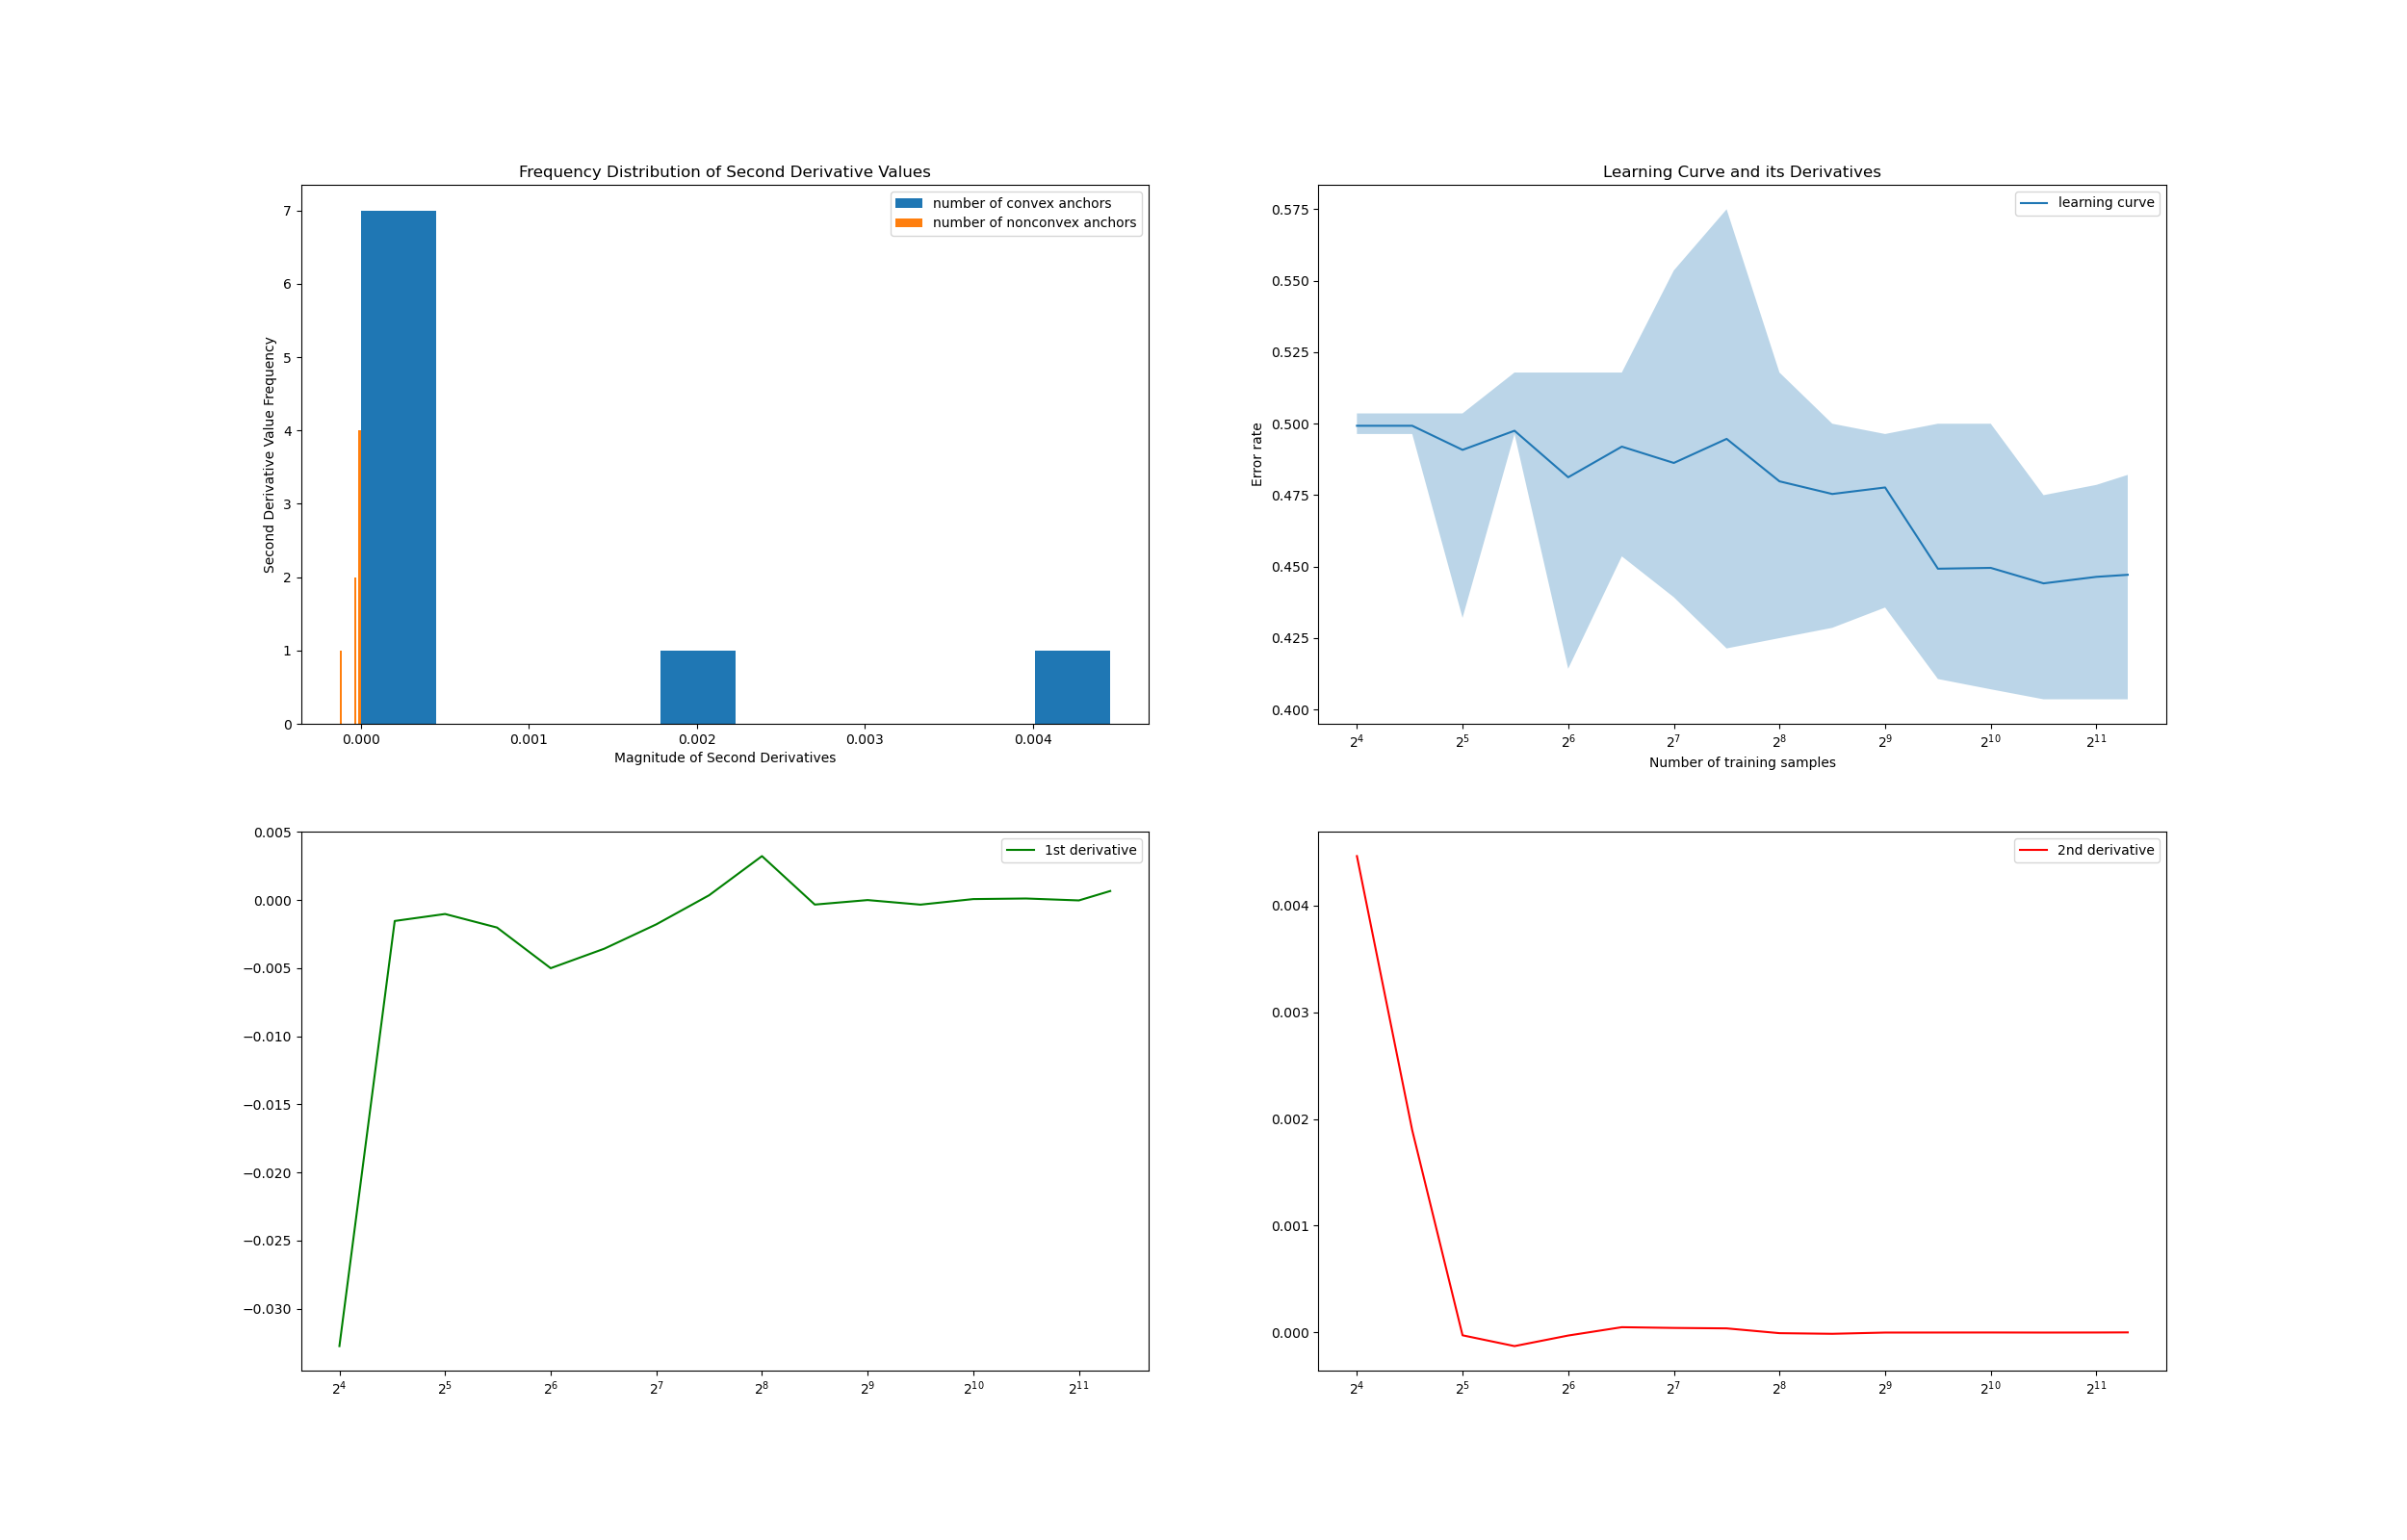 Frequency Distribution of Second Derivative Values
number of convex anchors
number of nonconvex anchors
Second Derivative Value Frequency
7
6
5
4
3
2
1
0
0.000 0.001 0.002 0.003 0.004
Magnitude of Second Derivatives
Learning Curve and its Derivatives
learning curve
Error rate
0.575
0.550
0.525
0.500
0.475
0.450
0.425
0.400
2⁴ 2⁵ 2⁶ 2⁷ 2⁸ 2⁹ 2¹⁰ 2¹¹
Number of training samples
1st derivative
0.005
0.000
−0.005
−0.010
−0.015
−0.020
−0.025
−0.030
2⁴ 2⁵ 2⁶ 2⁷ 2⁸ 2⁹ 2¹⁰ 2¹¹
2nd derivative
0.004
0.003
0.002
0.001
0.000
2⁴ 2⁵ 2⁶ 2⁷ 2⁸ 2⁹ 2¹⁰ 2¹¹